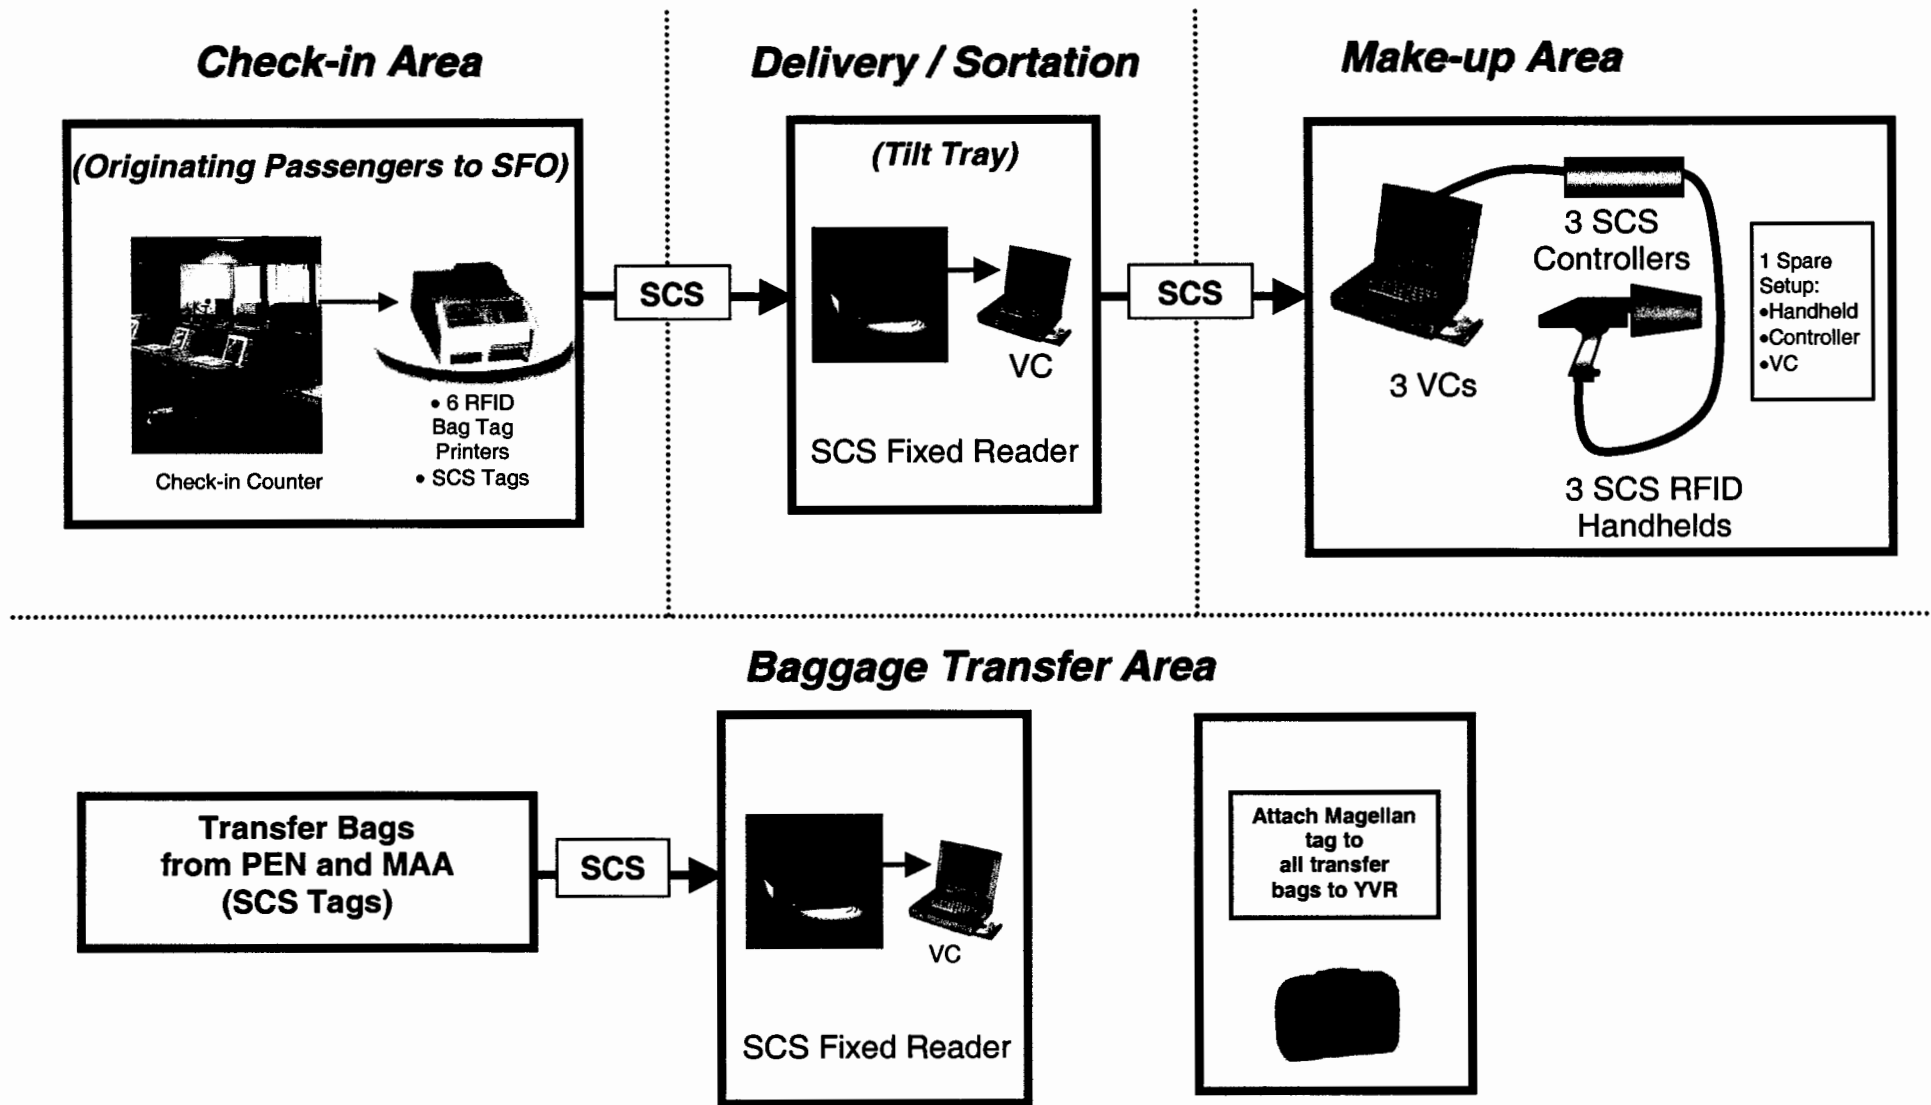 Check-in Area
Delivery / Sortation
Make-up Area
(Originating Passengers to SFO)
Check-in Counter
• 6 RFID
Bag Tag
Printers
• SCS Tags
SCS
(Tilt Tray)
VC
SCS Fixed Reader
SCS
3 SCS
Controllers
3 VCs
3 SCS RFID
Handhelds
1 Spare
Setup:
•Handheld
•Controller
•VC
Baggage Transfer Area
Transfer Bags
from PEN and MAA
(SCS Tags)
SCS
VC
SCS Fixed Reader
Attach Magellan
tag to
all transfer
bags to YVR